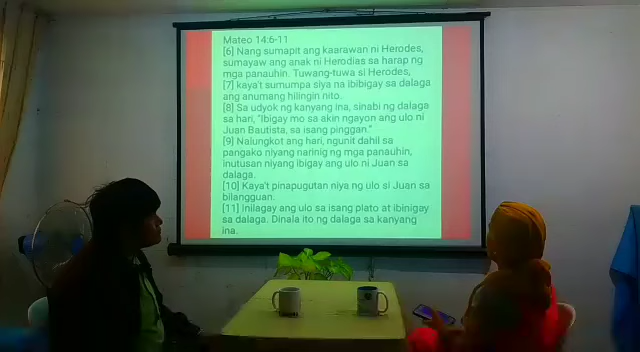 Mateo 14:6-11
[6] Nang sumapit ang kaarawan ni Herodes,
sumayaw ang anak ni Herodias sa harap ng
mga panauhin. Tuwang-tuwa si Herodes,
[7] kaya't sumumpa siya na ibibigay sa dalaga
ang anumang hilingin nito.
[8] Sa udyok ng kanyang ina, sinabi ng dalaga
sa hari, "Ibigay mo sa akin ngayon ang ulo ni
Juan Bautista, sa isang pinggan."
[9] Nalungkot ang hari, ngunit dahil sa
pangako niyang narinig ng mga panauhin,
inutusan niyang ibigay ang ulo ni Juan sa
dalaga.
[10] Kaya't pinapugutan niya ng ulo si Juan sa
bilangguan.
[11] Inilagay ang ulo sa isang plato at ibinigay
sa dalaga. Dinala ito ng dalaga sa kanyang
ina.